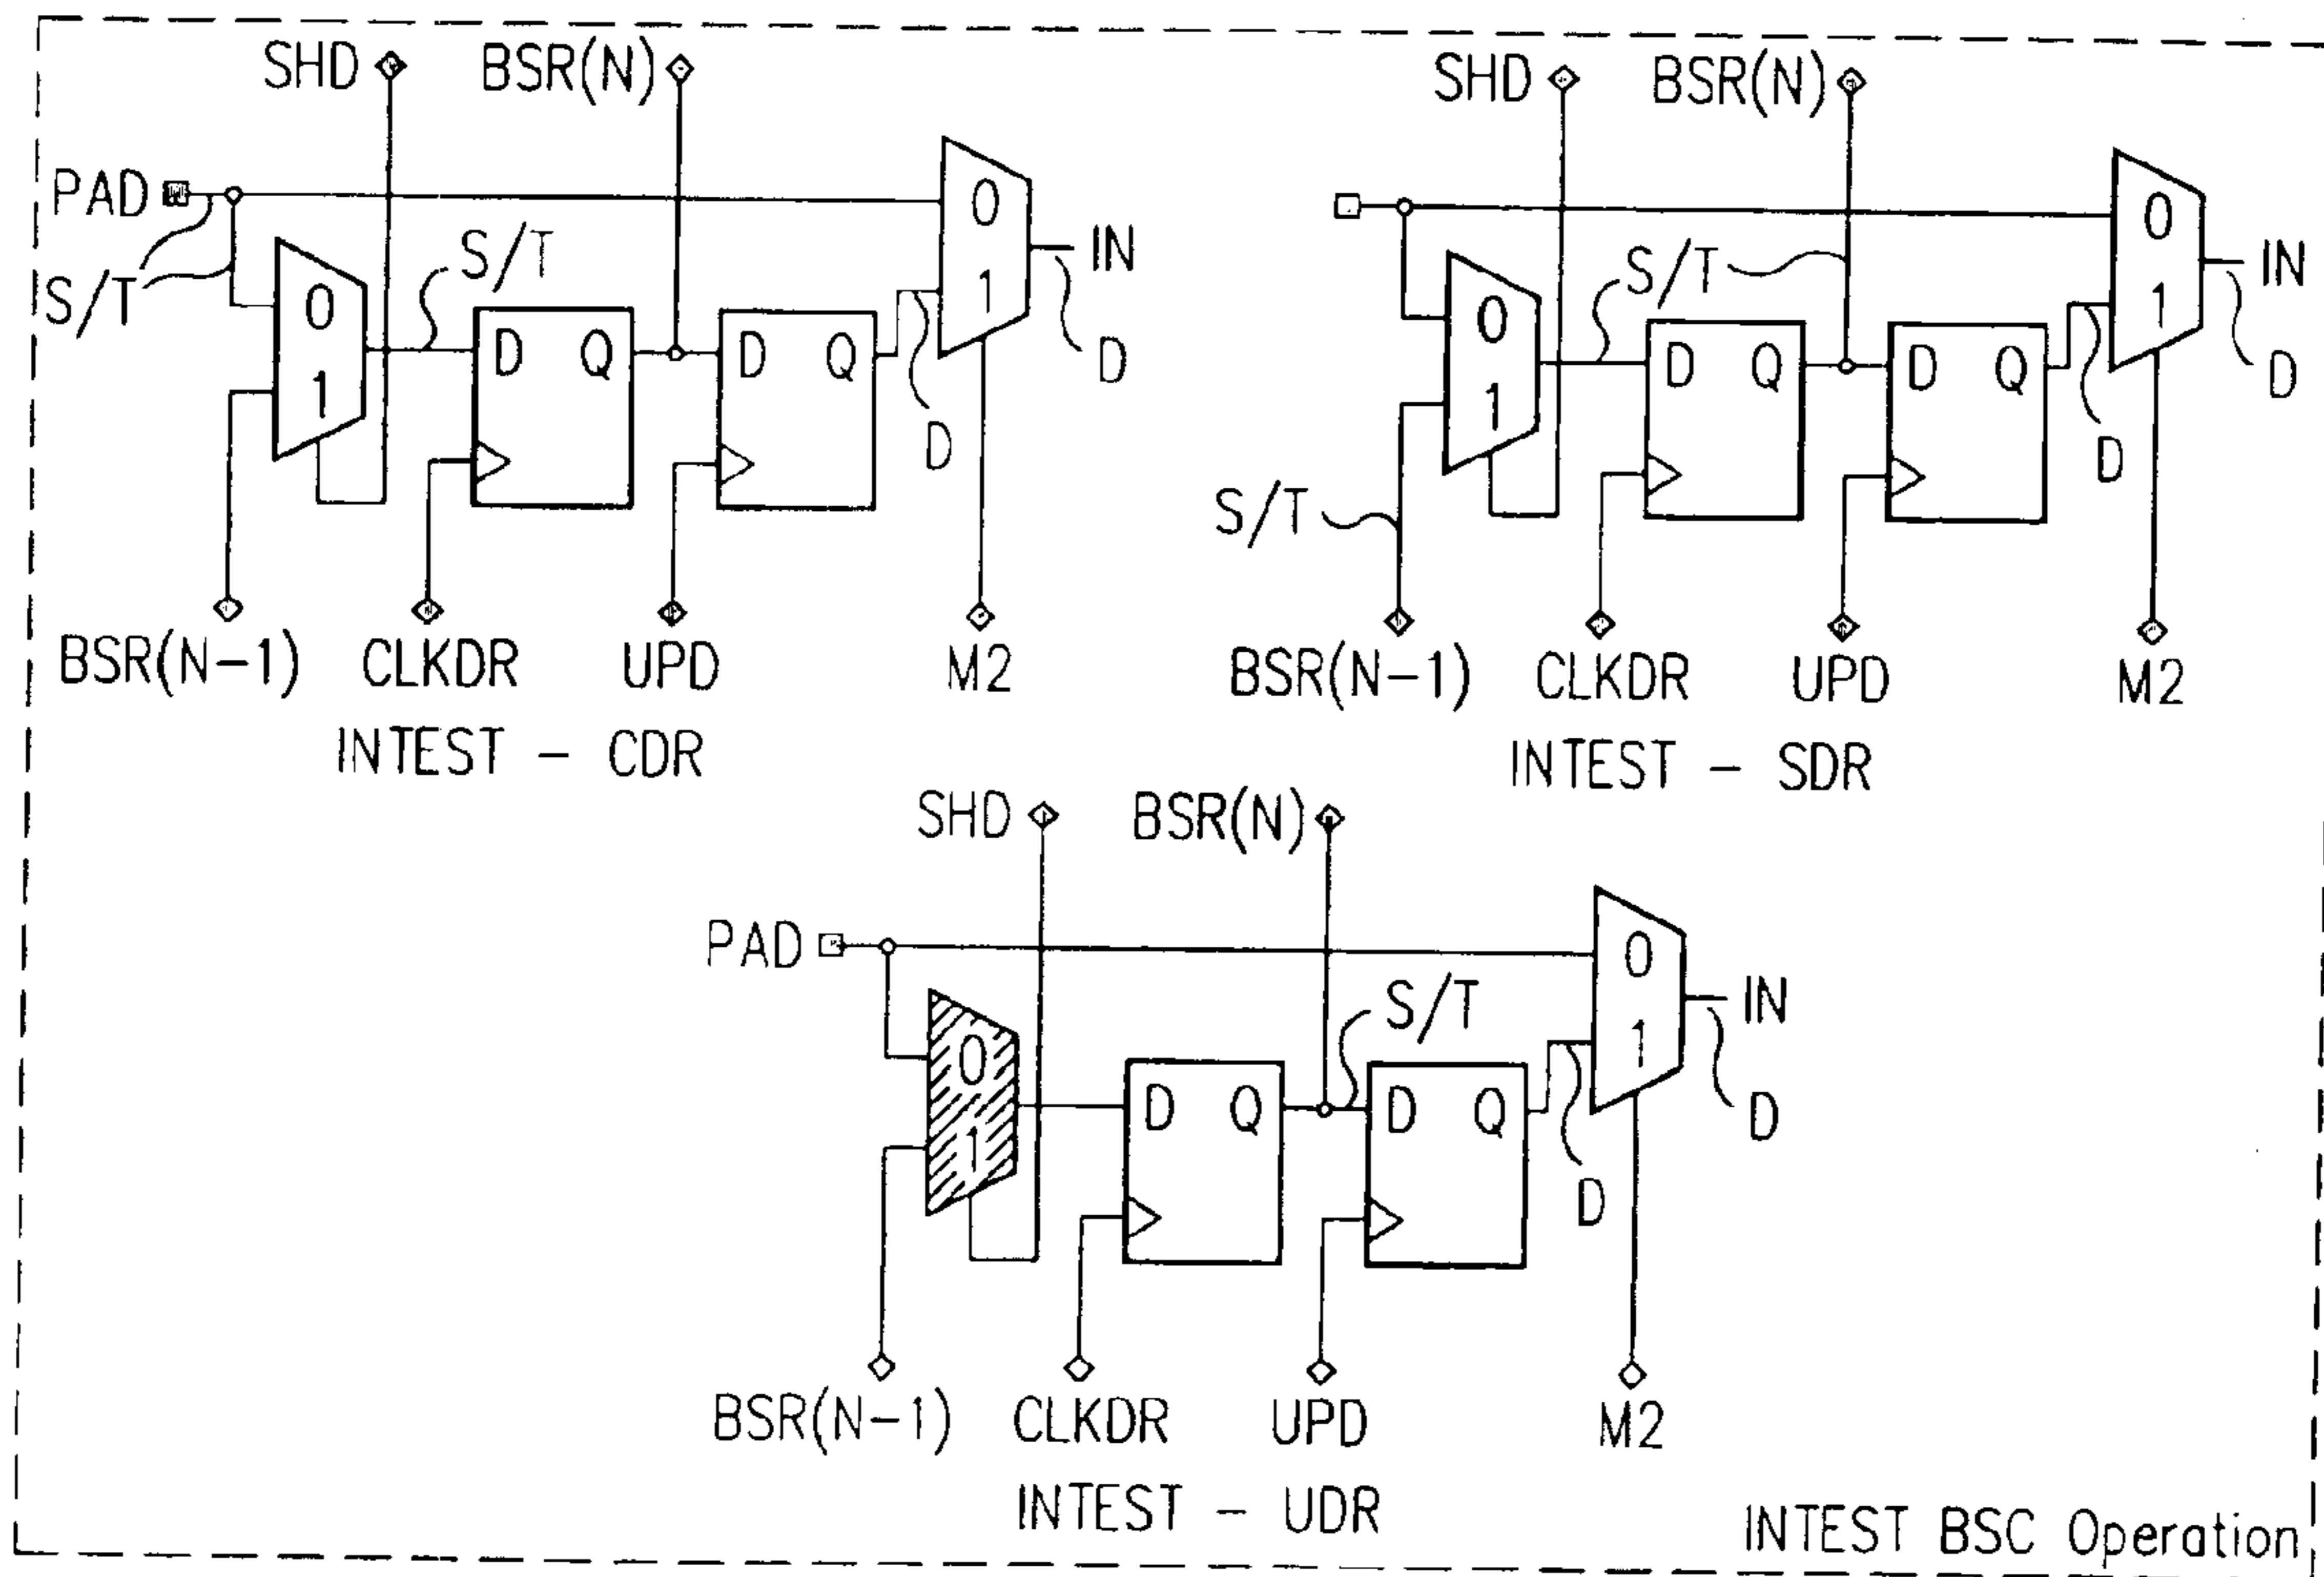 SHD BSR(N)
PAD
S/T
S/T
0
1
0
1
D Q
D Q
IN
D
D
BSR(N-1) CLKDR UPD M2
INTEST - CDR
SHD BSR(N)
S/T
0
1
0
1
D Q
D Q
IN
D
D
S/T
BSR(N-1) CLKDR UPD M2
INTEST - SDR
SHD BSR(N)
PAD
S/T
0
1
0
1
D Q
D Q
IN
D
D
BSR(N-1) CLKDR UPD M2
INTEST - UDR
INTEST BSC Operation